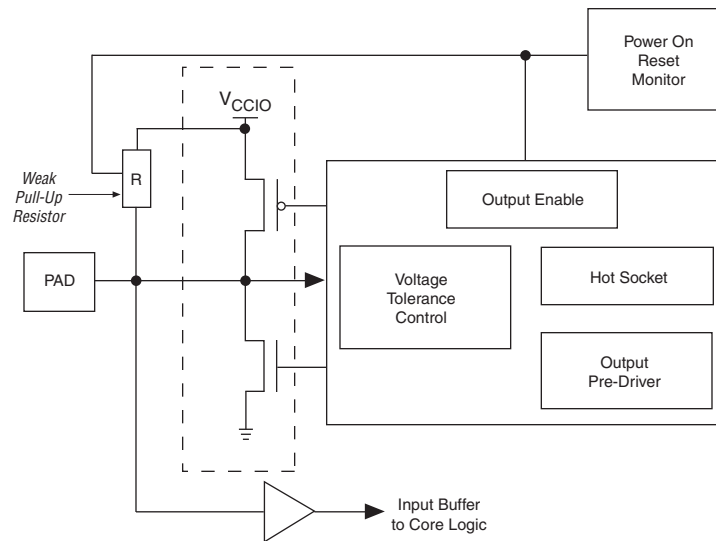 Power On
Reset
Monitor
VCCIO
Weak
Pull-Up
Resistor
R
Output Enable
PAD
Voltage
Tolerance
Control
Hot Socket
Output
Pre-Driver
Input Buffer
to Core Logic